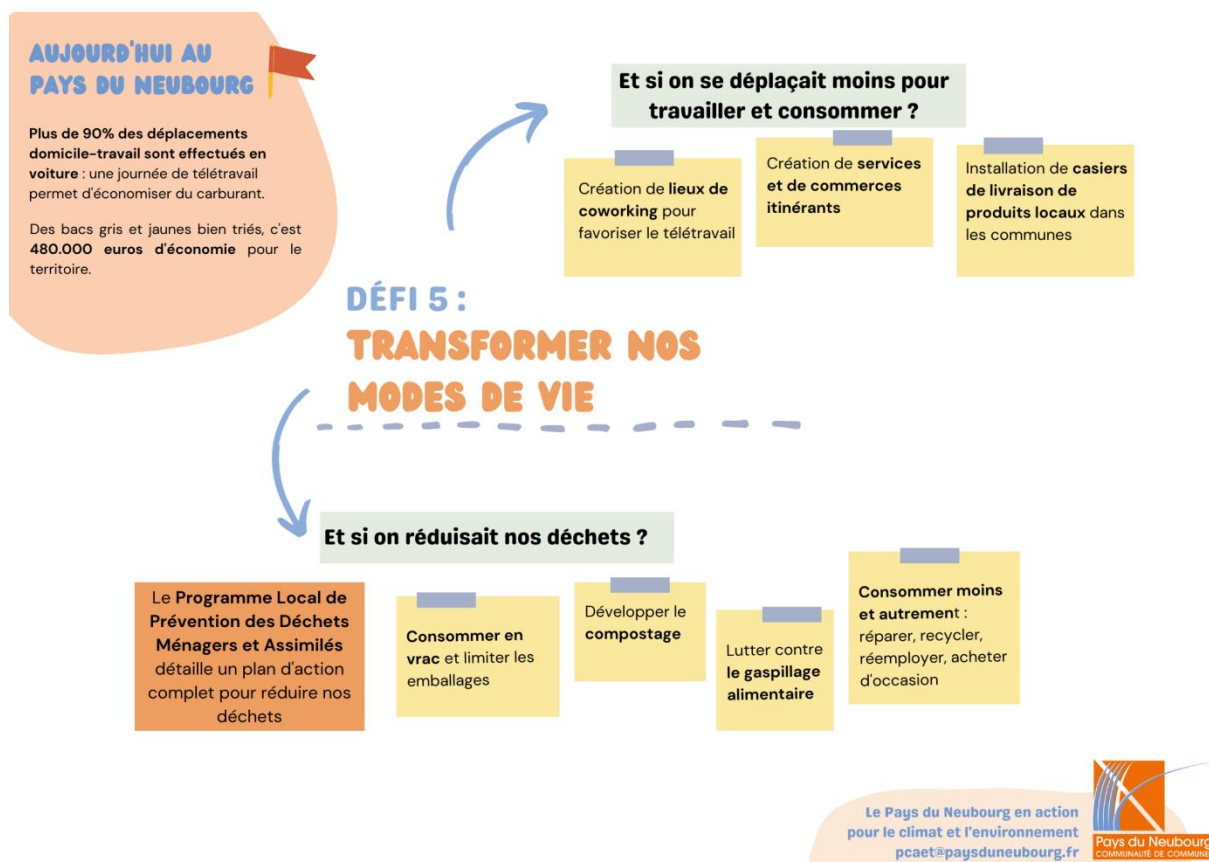 AUJOURD'HUI AU
PAYS DU NEUBOURG
Plus de 90% des déplacements
domicile-travail sont effectués en
voiture : une journée de télétravail
permet d'économiser du carburant.
Des bacs gris et jaunes bien triés, c'est
480.000 euros d'économie pour le
territoire.
Et si on se déplaçait moins pour
travailler et consommer ?
Création de lieux de
coworking pour
favoriser le télétravail
Création de services
et de commerces
itinérants
Installation de casiers
de livraison de
produits locaux dans
les communes
DÉFI 5 :
TRANSFORMER NOS
MODES DE VIE
Et si on réduisait nos déchets ?
Le Programme Local de
Prévention des Déchets
Ménagers et Assimilés
détaille un plan d'action
complet pour réduire nos
déchets
Consommer en
vrac et limiter les
emballages
Développer le
compostage
Lutter contre
le gaspillage
alimentaire
Consommer moins
et autrement :
réparer, recycler,
réemployer, acheter
d'occasion
Le Pays du Neubourg en action
pour le climat et l'environnement
pcaet@paysduneubourg.fr
Pays du Neubourg
COMMUNAUTÉ DE COMMUNE